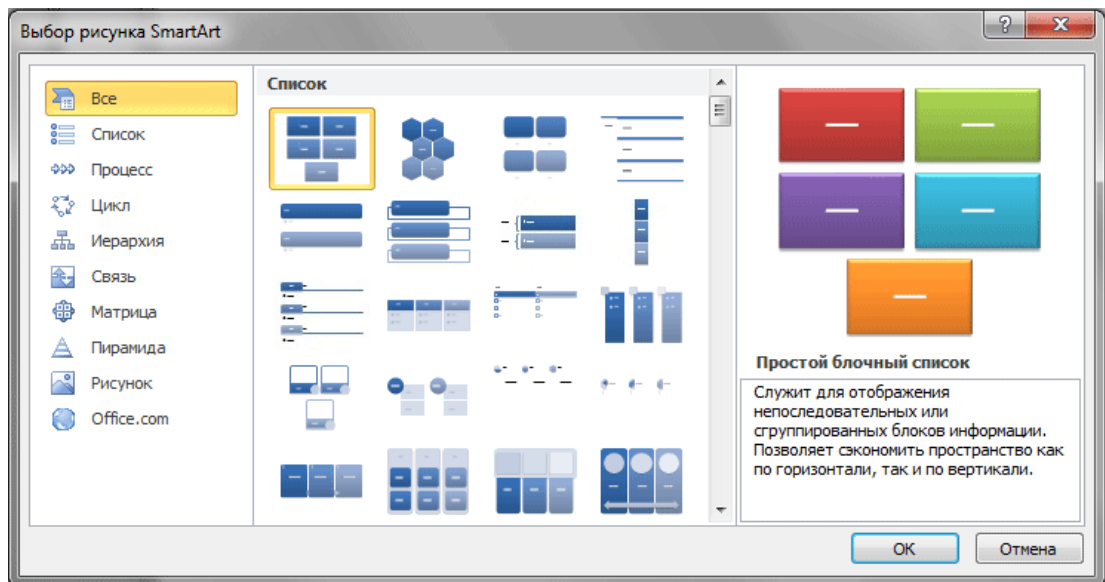 Выбор рисунка SmartArt
Все
Список
Процесс
Цикл
Иерархия
Связь
Матрица
Пирамида
Рисунок
Office.com
Список
Простой блочный список
Служит для отображения
непоследовательных или
сгруппированных блоков информации.
Позволяет сэкономить пространство как
по горизонтали, так и по вертикали.
ОК
Отмена